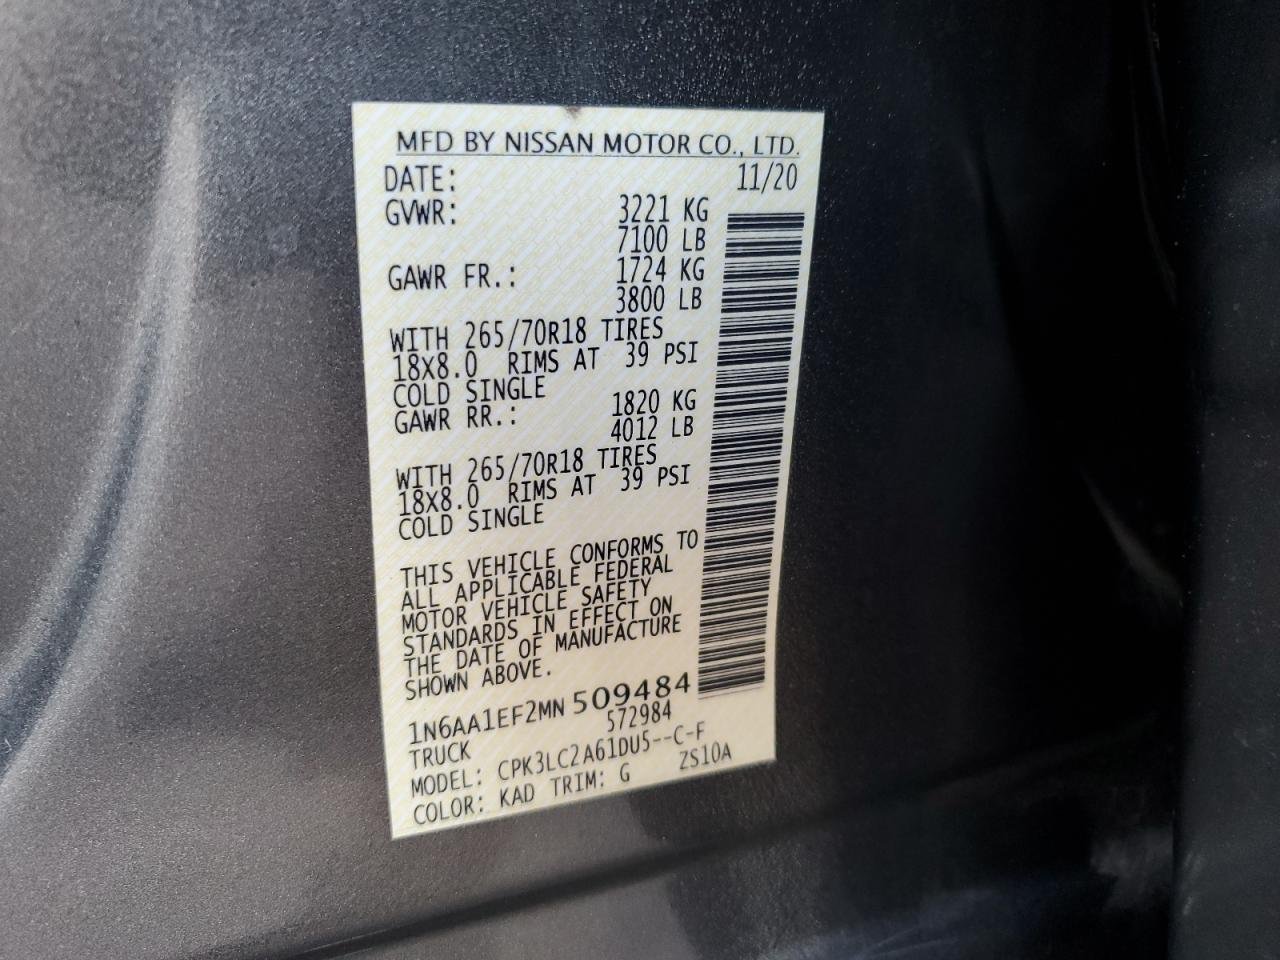 MFD BY NISSAN MOTOR CO., LTD.
DATE: 11/20
GVWR: 3221 KG
7100 LB
GAWR FR.: 1724 KG
3800 LB
WITH 265/70R18 TIRES
18X8.0 RIMS AT 39 PSI
COLD SINGLE
GAWR RR.: 1820 KG
4012 LB
WITH 265/70R18 TIRES
18X8.0 RIMS AT 39 PSI
COLD SINGLE
THIS VEHICLE CONFORMS TO
ALL APPLICABLE FEDERAL
MOTOR VEHICLE SAFETY
STANDARDS IN EFFECT ON
THE DATE OF MANUFACTURE
SHOWN ABOVE.
1N6AA1EF2MN 509484
TRUCK 572984
MODEL: CPK3LC2A61DU5--C-F
COLOR: KAD TRIM: G ZS10A